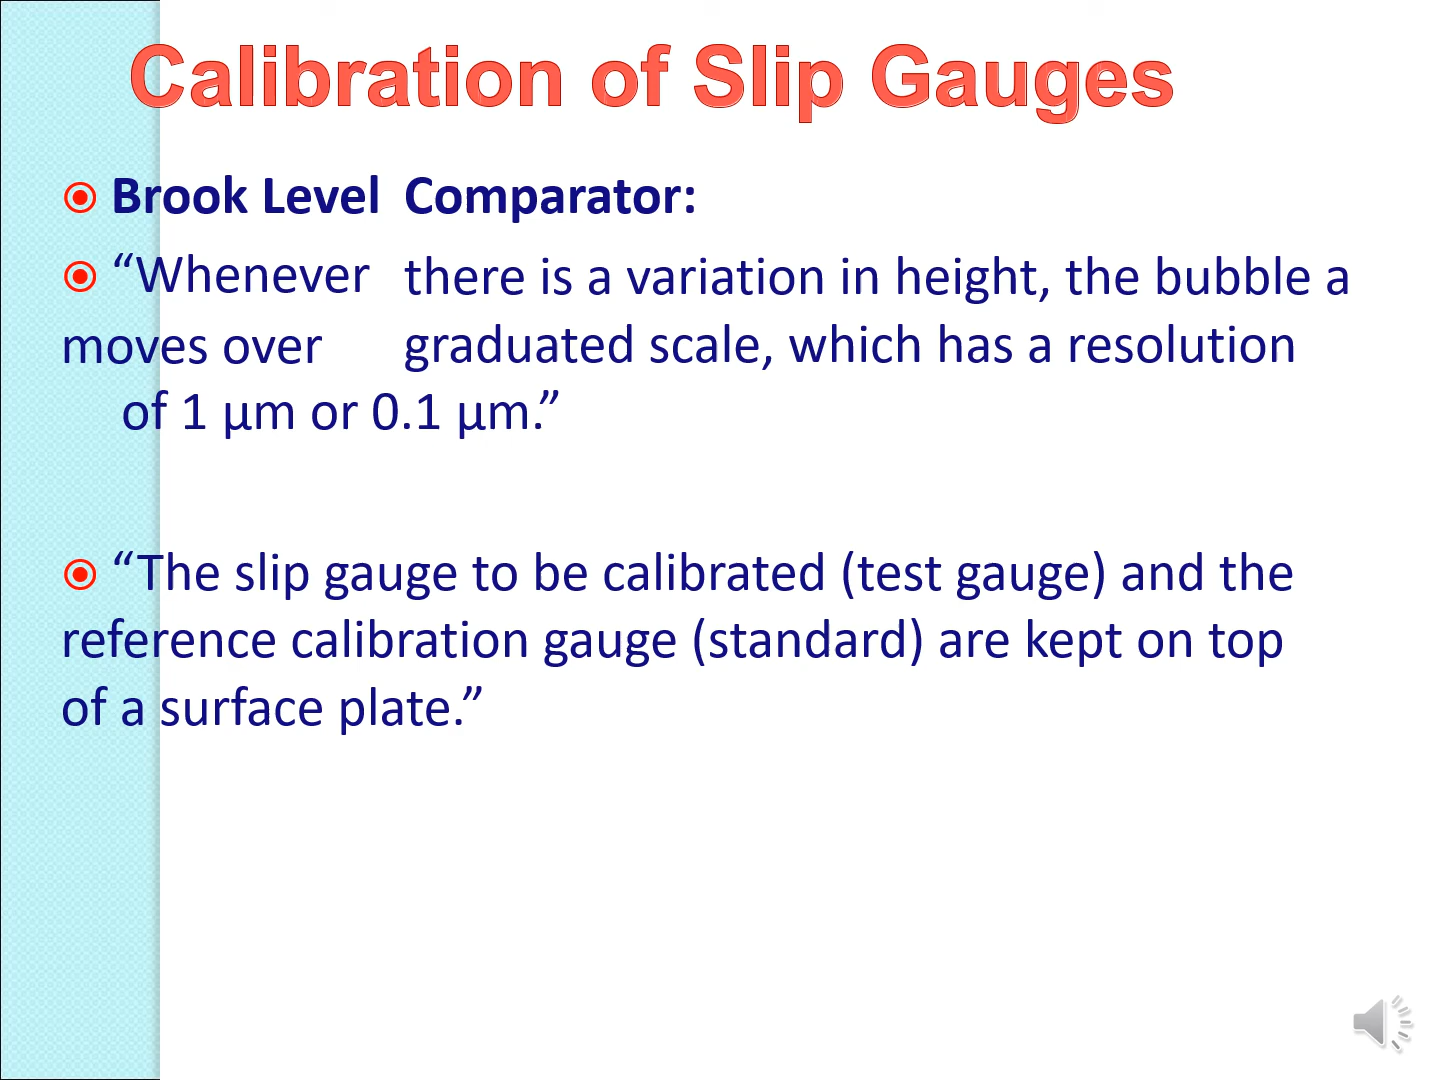 Calibration of Slip Gauges
Brook Level Comparator:
“Whenever there is a variation in height, the bubble a
moves over graduated scale, which has a resolution
of 1 μm or 0.1 μm.”
“The slip gauge to be calibrated (test gauge) and the
reference calibration gauge (standard) are kept on top
of a surface plate.”